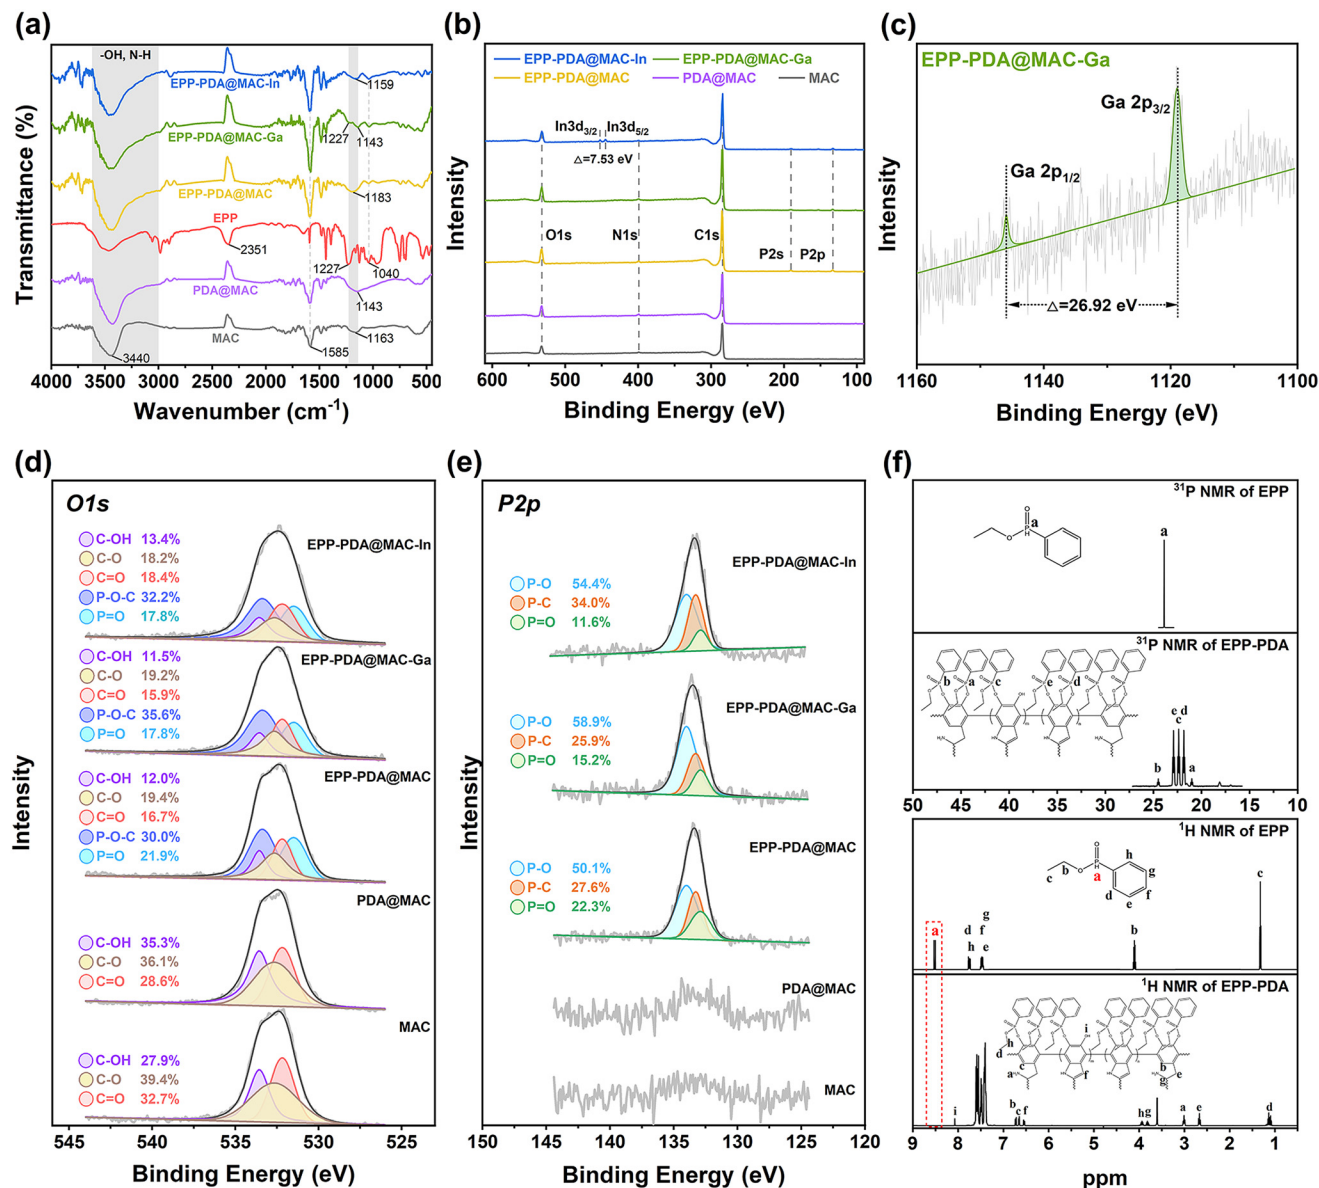 (a)
-OH, N-H
EPP-PDA@MAC-In
1159
EPP-PDA@MAC-Ga
1227
1143
EPP-PDA@MAC
1183
EPP
2351
1227
1040
PDA@MAC
1143
MAC
1163
3440
1585
4000 3500 3000 2500 2000 1500 1000 500
Wavenumber (cm-1)
Transmittance (%)
(b)
EPP-PDA@MAC-In EPP-PDA@MAC-Ga
EPP-PDA@MAC PDA@MAC MAC
In3d3/2 In3d5/2
△=7.53 eV
O1s N1s C1s P2s P2p
600 500 400 300 200 100
Binding Energy (eV)
Intensity
(c)
EPP-PDA@MAC-Ga
Ga 2p3/2
Ga 2p1/2
△=26.92 eV
1160 1140 1120 1100
Binding Energy (eV)
Intensity
(d)
O1s
C-OH 13.4%
C-O 18.2%
C=O 18.4%
P-O-C 32.2%
P=O 17.8%
EPP-PDA@MAC-In
C-OH 11.5%
C-O 19.2%
C=O 15.9%
P-O-C 35.6%
P=O 17.8%
EPP-PDA@MAC-Ga
C-OH 12.0%
C-O 19.4%
C=O 16.7%
P-O-C 30.0%
P=O 21.9%
EPP-PDA@MAC
C-OH 35.3%
C-O 36.1%
C=O 28.6%
PDA@MAC
C-OH 27.9%
C-O 39.4%
C=O 32.7%
MAC
545 540 535 530 525
Binding Energy (eV)
Intensity
(e)
P2p
EPP-PDA@MAC-In
P-O 54.4%
P-C 34.0%
P=O 11.6%
EPP-PDA@MAC-Ga
P-O 58.9%
P-C 25.9%
P=O 15.2%
EPP-PDA@MAC
P-O 50.1%
P-C 27.6%
P=O 22.3%
PDA@MAC
MAC
150 145 140 135 130 125 120
Binding Energy (eV)
Intensity
(f)
31P NMR of EPP
a
a
31P NMR of EPP-PDA
b a c e d
e c d
b a
50 45 40 35 30 25 20 15 10
1H NMR of EPP
c b a h g f e d
a
d h
g f e
b
c
1H NMR of EPP-PDA
i
h
d
c
a
f
b
g
e
i b c f h g a e d
9 8 7 6 5 4 3 2 1
ppm